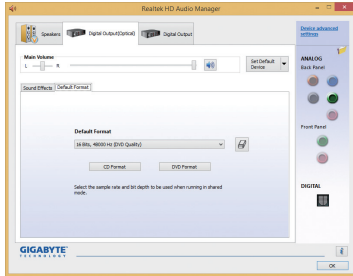 Realtek HD Audio Manager
Speakers
Digital Output(Optical)
Digital Output
Device advanced
settings
Main Volume
L
R
Set Default
Device
ANALOG
Back Panel
Sound Effects
Default Format
Default Format
16 Bits, 48000 Hz (DVD Quality)
CD Format
DVD Format
Select the sample rate and bit depth to be used when running in shared
mode.
Front Panel
DIGITAL
GIGABYTE™
TECHNOLOGY
OK